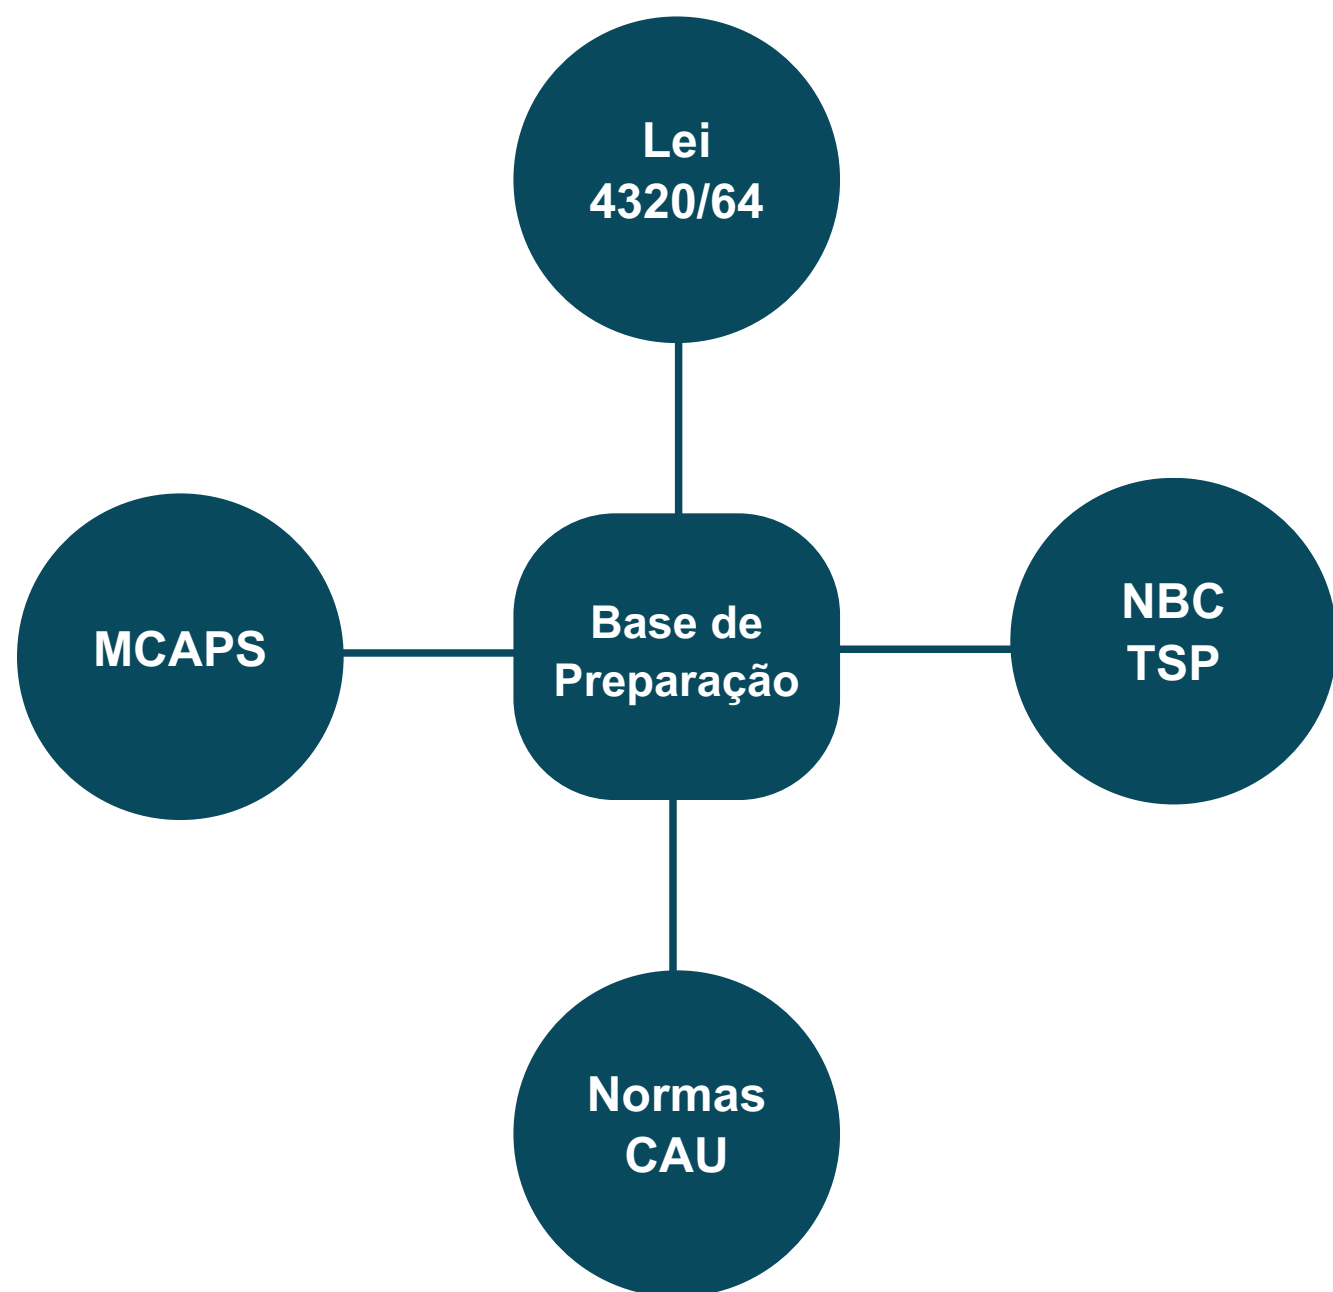 Lei
4320/64
MCAPS
Base de
Preparação
NBC
TSP
Normas
CAU